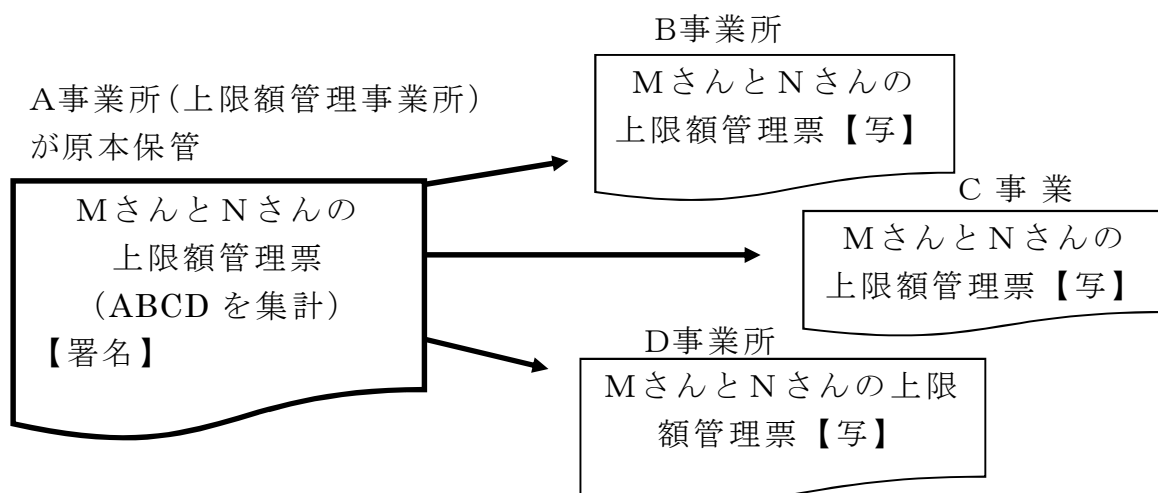 B事業所
MさんとNさんの
上限額管理票【写】
A事業所(上限額管理事業所)
が原本保管
MさんとNさんの
上限額管理票
(ABCD を集計)
【署名】
C 事 業
MさんとNさんの
上限額管理票【写】
D事業所
MさんとNさんの上限
額管理票【写】